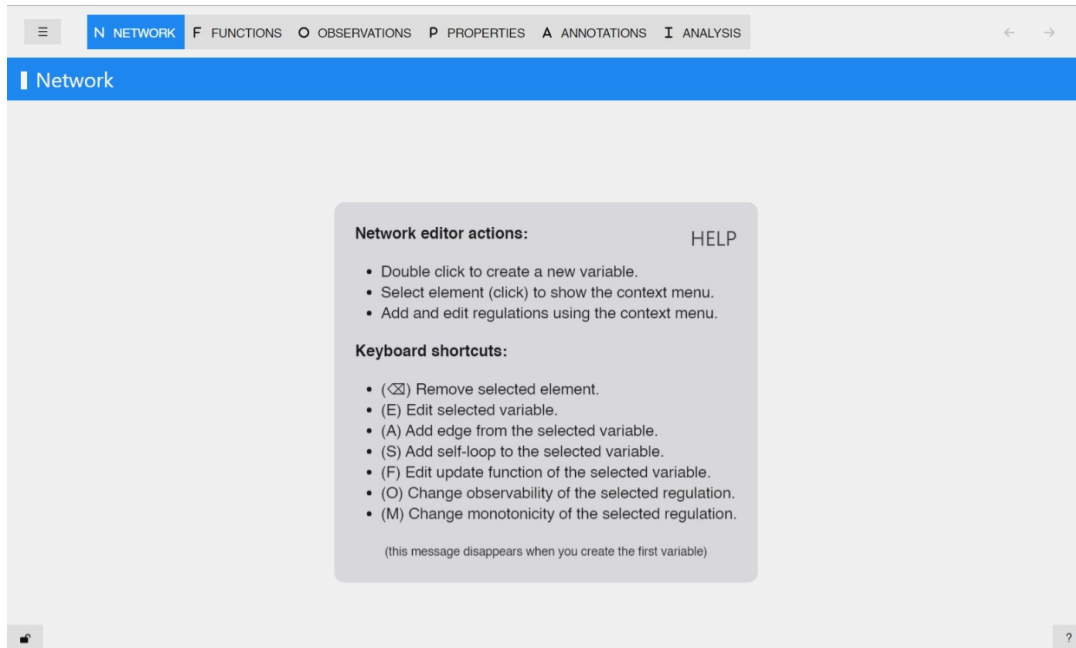 ☰ N NETWORK F FUNCTIONS O OBSERVATIONS P PROPERTIES A ANNOTATIONS I ANALYSIS ← →
Network
Network editor actions: HELP
• Double click to create a new variable.
• Select element (click) to show the context menu.
• Add and edit regulations using the context menu.
Keyboard shortcuts:
• (⌫) Remove selected element.
• (E) Edit selected variable.
• (A) Add edge from the selected variable.
• (S) Add self-loop to the selected variable.
• (F) Edit update function of the selected variable.
• (O) Change observability of the selected regulation.
• (M) Change monotonicity of the selected regulation.
(this message disappears when you create the first variable)
?